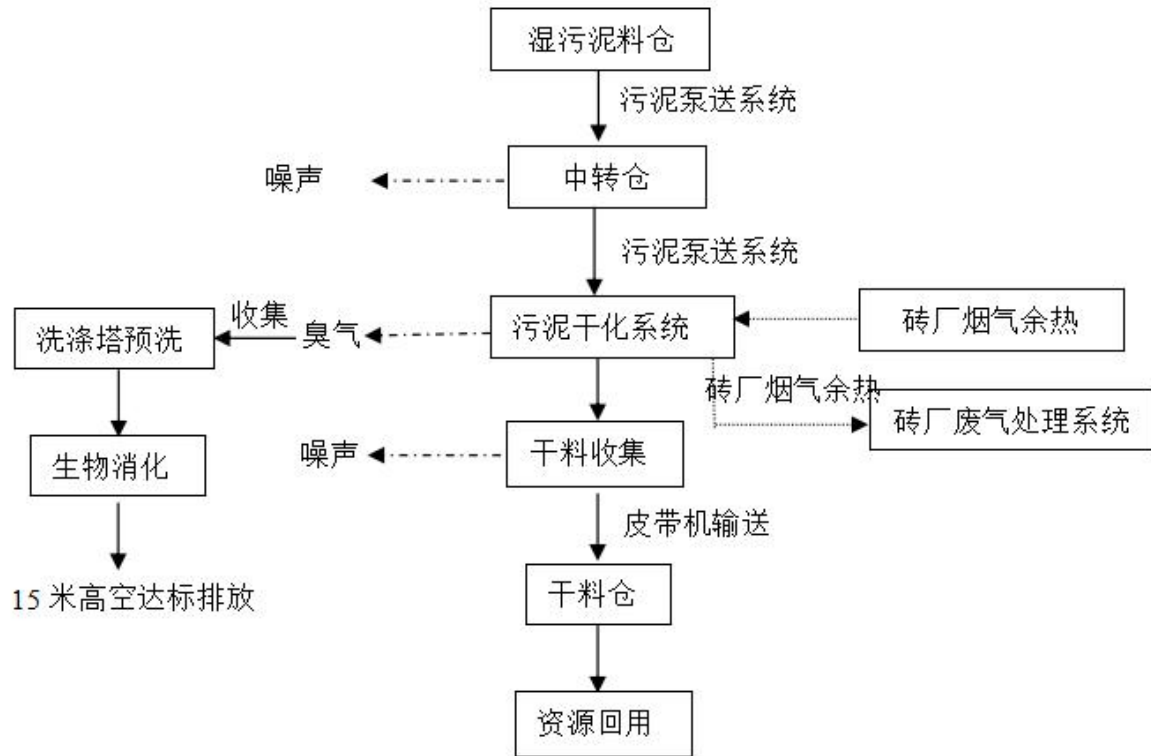 湿污泥料仓
污泥泵送系统
噪声
中转仓
污泥泵送系统
洗涤塔预洗
收集
臭气
污泥干化系统
砖厂烟气余热
砖厂烟气余热
砖厂废气处理系统
生物消化
噪声
干料收集
皮带机输送
15 米高空达标排放
干料仓
资源回用